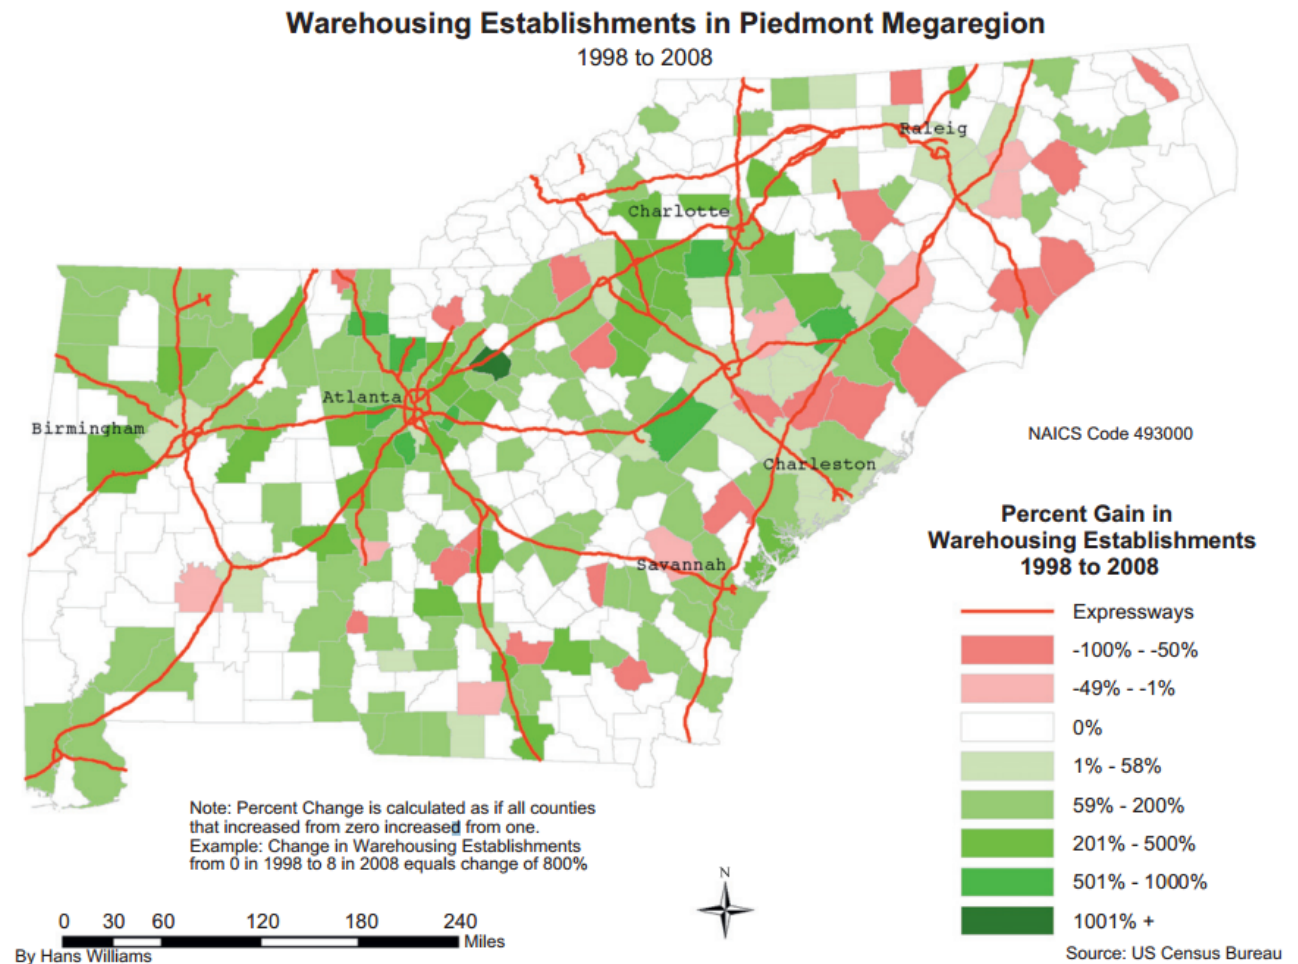 Warehousing Establishments in Piedmont Megaregion
1998 to 2008
Raleig
Charlotte
Atlanta
Birmingham
NAICS Code 493000
Charleston
Savannah
Percent Gain in
Warehousing Establishments
1998 to 2008
Expressways
-100% - -50%
-49% - -1%
0%
1% - 58%
59% - 200%
201% - 500%
501% - 1000%
1001% +
Note: Percent Change is calculated as if all counties
that increased from zero increased from one.
Example: Change in Warehousing Establishments
from 0 in 1998 to 8 in 2008 equals change of 800%
N
0 30 60 120 180 240
Miles
By Hans Williams
Source: US Census Bureau